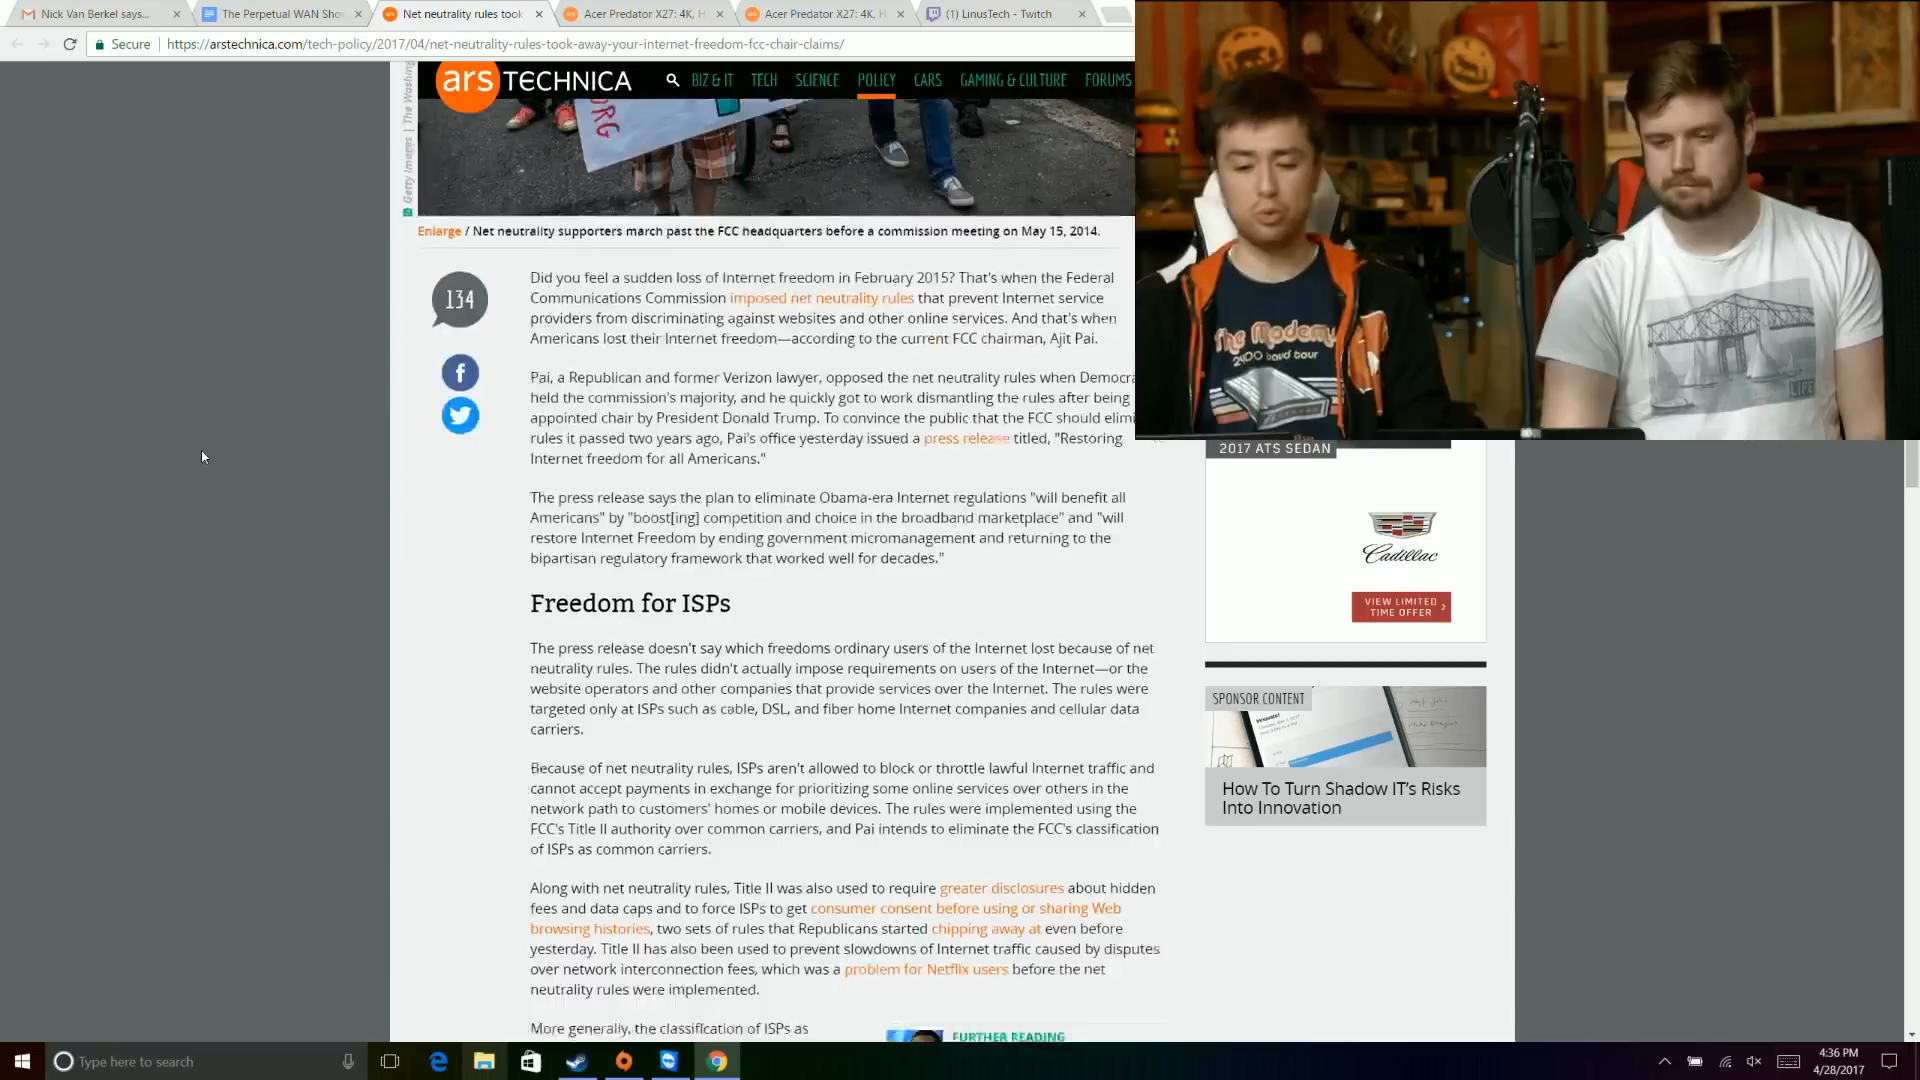 Nick Van Berkel says...
The Perpetual WAN Sho
Net neutrality rules took
Acer Predator X27: 4K, H
Acer Predator X27: 4K, H
(1) LinusTech - Twitch
Secure
https://arstechnica.com/tech-policy/2017/04/net-neutrality-rules-took-away-your-internet-freedom-fcc-chair-claims/
ars TECHNICA
BIZ & IT
TECH
SCIENCE
POLICY
CARS
GAMING & CULTURE
FORUMS
Getty Images | The Washing
ORG
Enlarge / Net neutrality supporters march past the FCC headquarters before a commission meeting on May 15, 2014.
134
Did you feel a sudden loss of Internet freedom in February 2015? That's when the Federal
Communications Commission imposed net neutrality rules that prevent Internet service
providers from discriminating against websites and other online services. And that's when
Americans lost their Internet freedom—according to the current FCC chairman, Ajit Pai.
Pai, a Republican and former Verizon lawyer, opposed the net neutrality rules when Democra
held the commission's majority, and he quickly got to work dismantling the rules after being
appointed chair by President Donald Trump. To convince the public that the FCC should elimi
rules it passed two years ago, Pai's office yesterday issued a press release titled, "Restoring
Internet freedom for all Americans."
The press release says the plan to eliminate Obama-era Internet regulations "will benefit all
Americans" by "boost[ing] competition and choice in the broadband marketplace" and "will
restore Internet Freedom by ending government micromanagement and returning to the
bipartisan regulatory framework that worked well for decades."
Freedom for ISPs
The press release doesn't say which freedoms ordinary users of the Internet lost because of net
neutrality rules. The rules didn't actually impose requirements on users of the Internet—or the
website operators and other companies that provide services over the Internet. The rules were
targeted only at ISPs such as cable, DSL, and fiber home Internet companies and cellular data
carriers.
Because of net neutrality rules, ISPs aren't allowed to block or throttle lawful Internet traffic and
cannot accept payments in exchange for prioritizing some online services over others in the
network path to customers' homes or mobile devices. The rules were implemented using the
FCC's Title II authority over common carriers, and Pai intends to eliminate the FCC's classification
of ISPs as common carriers.
Along with net neutrality rules, Title II was also used to require greater disclosures about hidden
fees and data caps and to force ISPs to get consumer consent before using or sharing Web
browsing histories, two sets of rules that Republicans started chipping away at even before
yesterday. Title II has also been used to prevent slowdowns of Internet traffic caused by disputes
over network interconnection fees, which was a problem for Netflix users before the net
neutrality rules were implemented.
More generally, the classification of ISPs as
FURTHER READING
The Modems
2400 baud tour
LIFE
2017 ATS SEDAN
Cadillac
VIEW LIMITED
TIME OFFER
SPONSOR CONTENT
How To Turn Shadow IT's Risks
Into Innovation
Type here to search
4:36 PM
4/28/2017